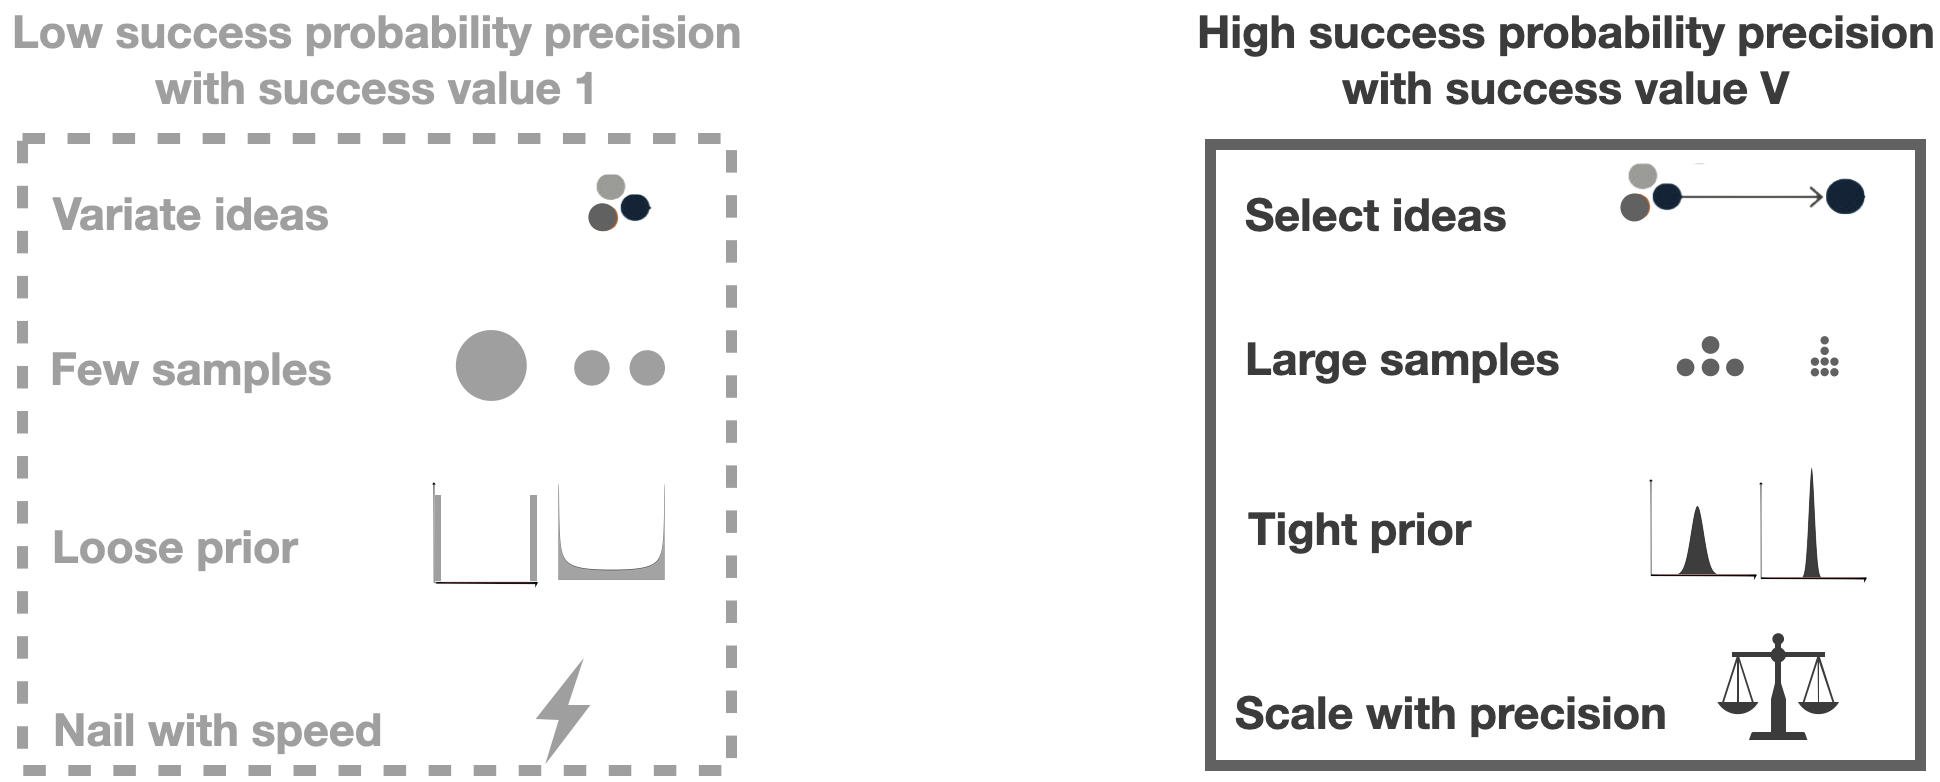 Low success probability precision
with success value 1
Variate ideas
Few samples
Loose prior
Nail with speed
High success probability precision
with success value V
Select ideas
Large samples
Tight prior
Scale with precision